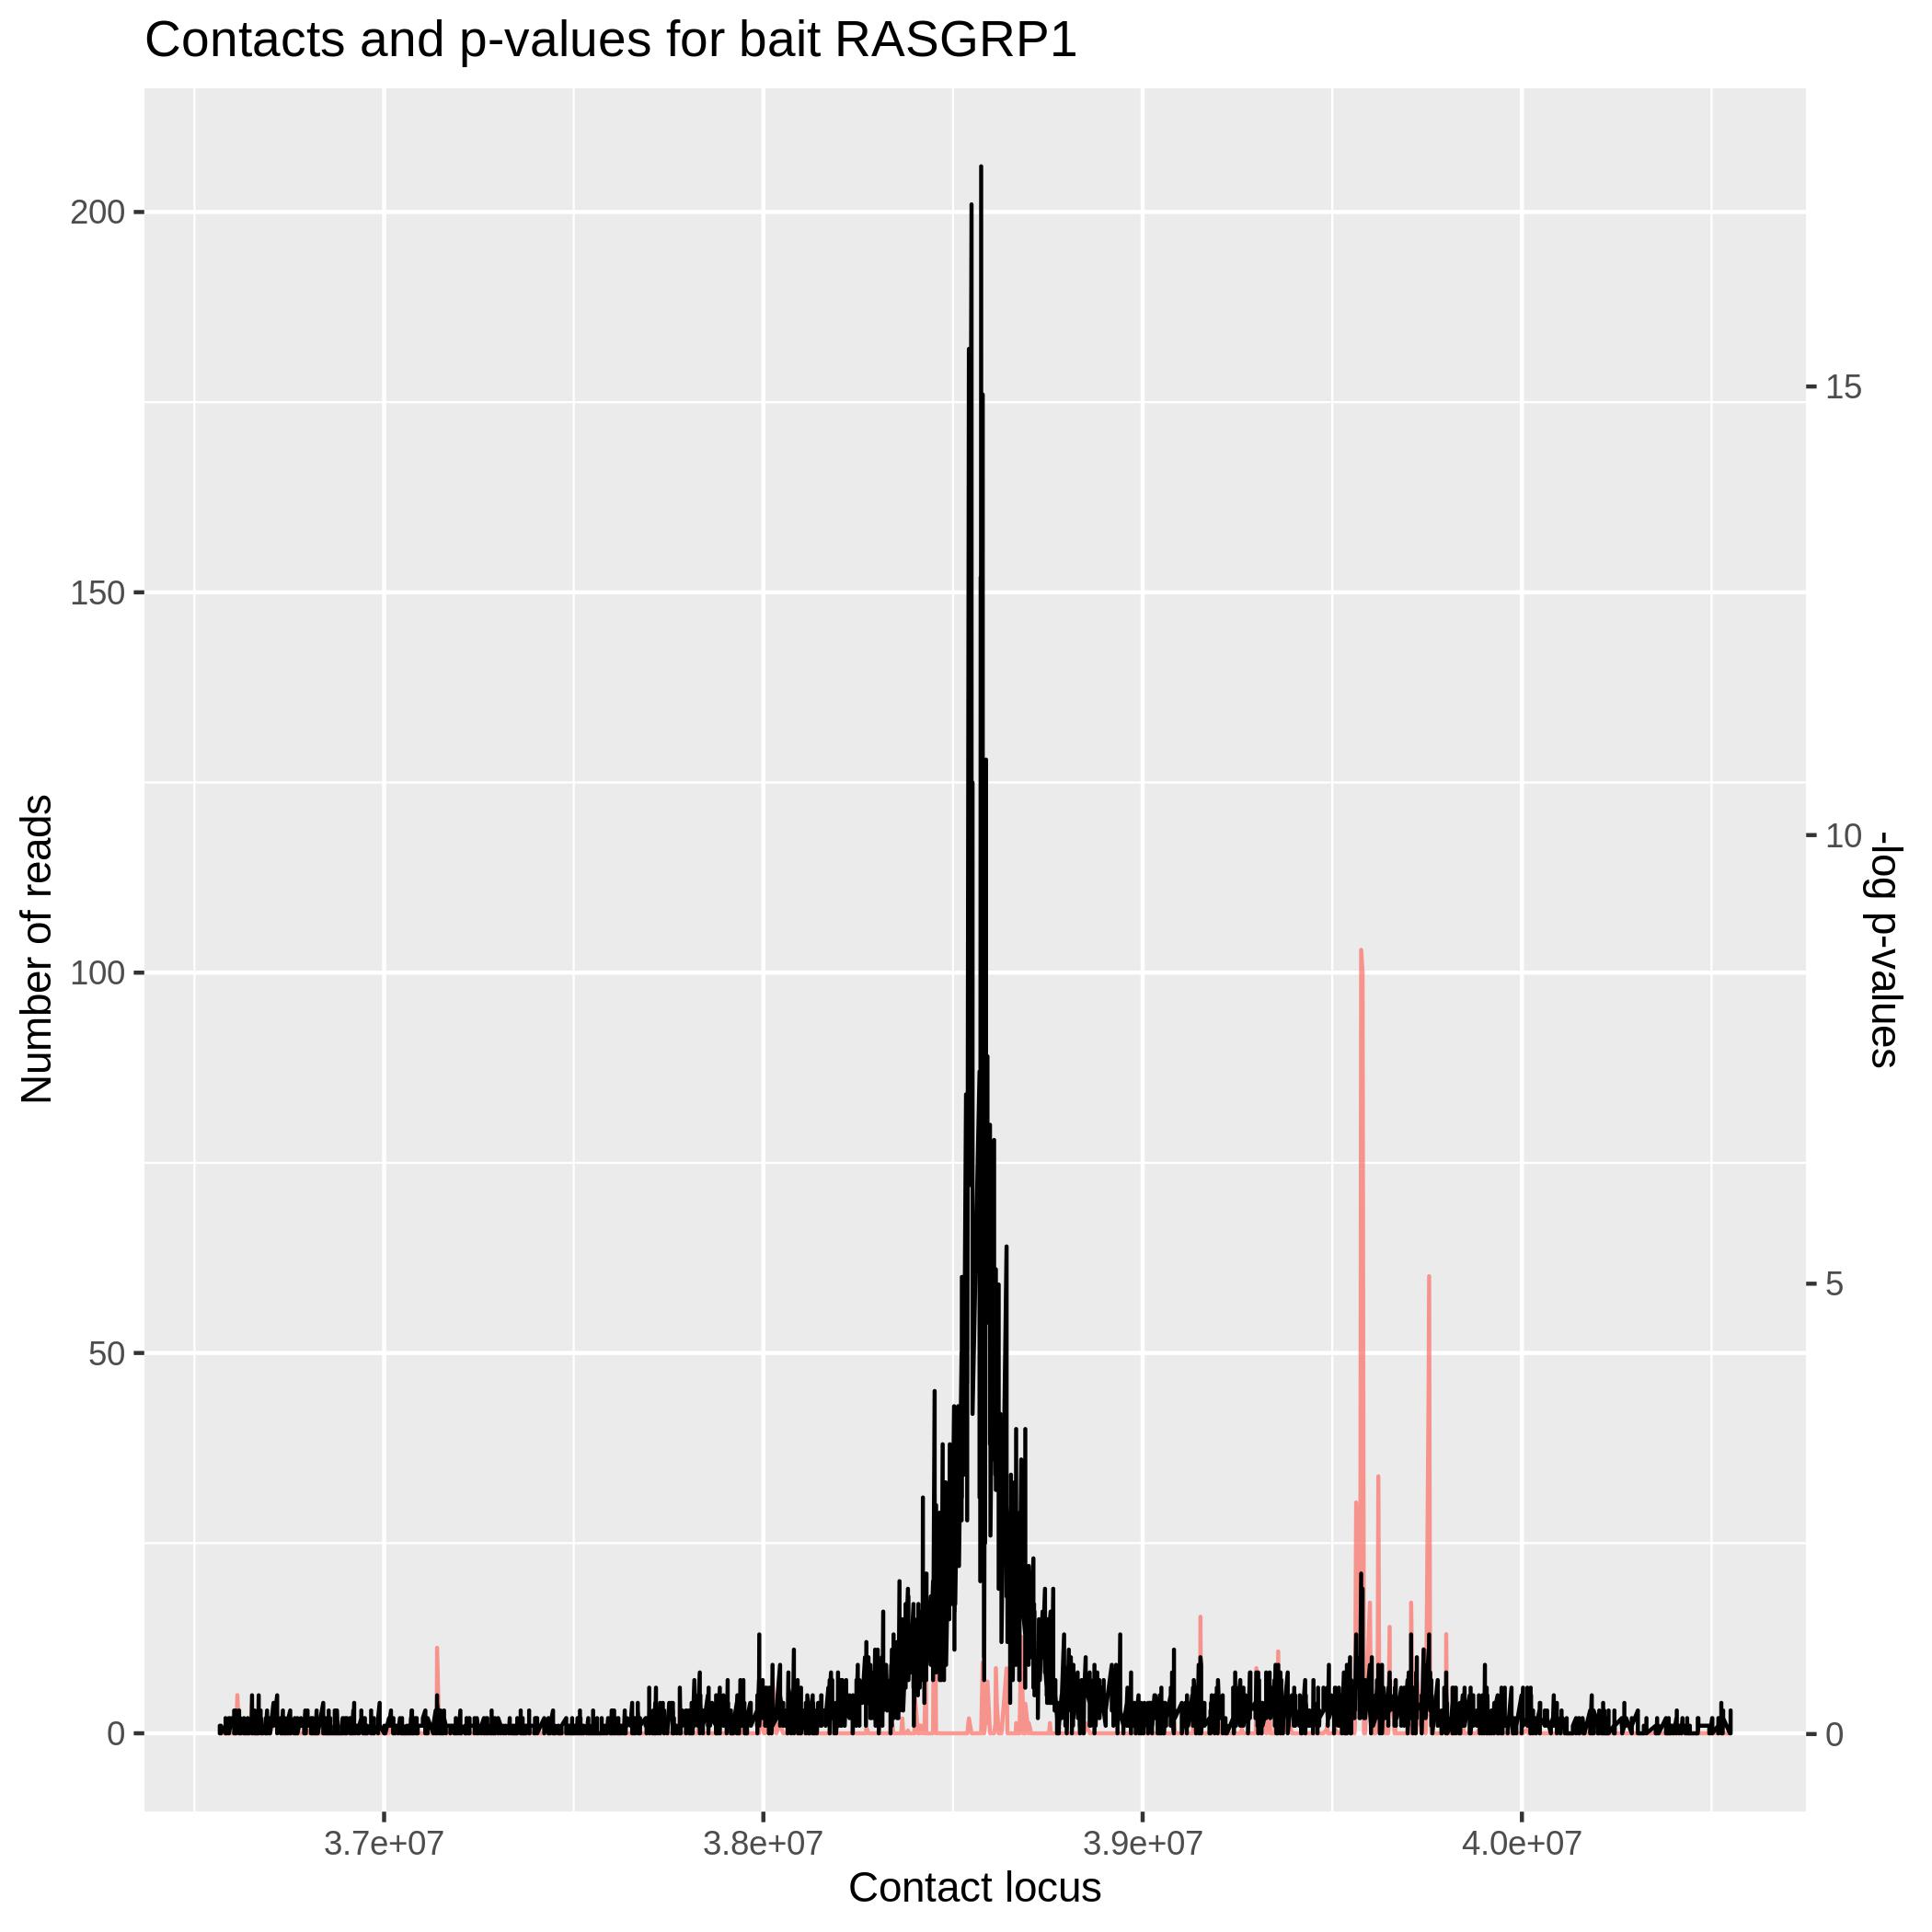 Contacts and p-values for bait RASGRP1
200
150
100
50
0
Number of reads
15
10
5
0
-log p-values
3.7e+07
3.8e+07
3.9e+07
4.0e+07
Contact locus